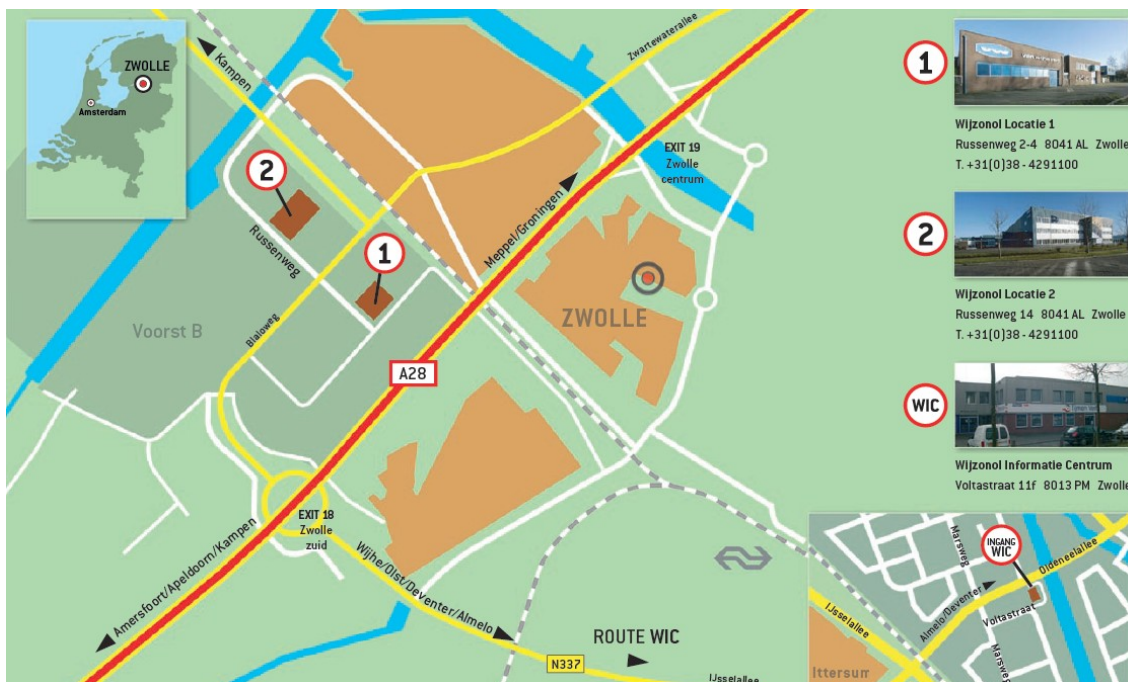 ZWOLLE
Amsterdam
Kampen
Zwartewaterallee
2
Russenweg
1
EXIT 19
Zwolle
centrum
Meppel/Groningen
ZWOLLE
Voorst B
Blaloweg
A28
EXIT 18
Zwolle
zuid
Amersfoort/Apeldoorn/Kampen
Wijhe/Olst/Deventer/Almelo
ROUTE WIC
N337
IJsselallee
1
Wijzonol Locatie 1
Russenweg 2-4 8041 AL Zwolle
T. +31(0)38 - 4291100
2
Wijzonol Locatie 2
Russenweg 14 8041 AL Zwolle
T. +31(0)38 - 4291100
WIC
Wijzonol Informatie Centrum
Voltastraat 11f 8013 PM Zwolle
INGANG
WIC
Marsweg
Oldeneelallee
Almelo/Deventer
Voltastraat
IJsselallee
Marsweg
Ittersum